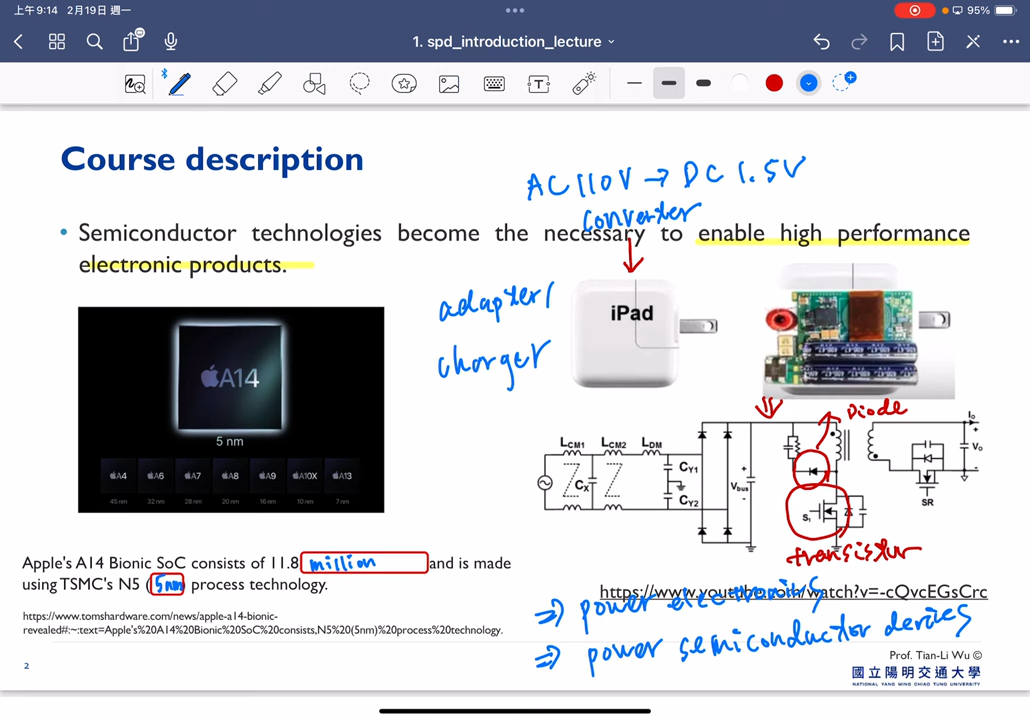 上午9:14 2月19日 週一
95%
1. spd_introduction_lecture
Course description
AC 110V → DC 1.5V
converter
• Semiconductor technologies become the necessary to enable high performance
electronic products.
adapter/
charger
iPad
A14
5 nm
A4 A6 A7 A8 A9 A10X A13
45 nm 32 nm 28 nm 20 nm 16 nm 10 nm 7 nm
Diode
LCM1 LCM2 LDM
CX
CY1
CY2
Vbus
+
-
S1
SR
Io
+
Vo
-
transistor
Apple's A14 Bionic SoC consists of 11.8 million and is made
using TSMC's N5 (5nm) process technology.
https://www.youtube.com/watch?v=-cQvcEGsCrc
https://www.tomshardware.com/news/apple-a14-bionic-
revealed#:~:text=Apple's%20A14%20Bionic%20SoC%20consists,N5%20(5nm)%20process%20technology.
⇒ power electronics
⇒ power semiconductor devices
2
Prof. Tian-Li Wu ©
國立陽明交通大學
NATIONAL YANG MING CHIAO TUNG UNIVERSITY